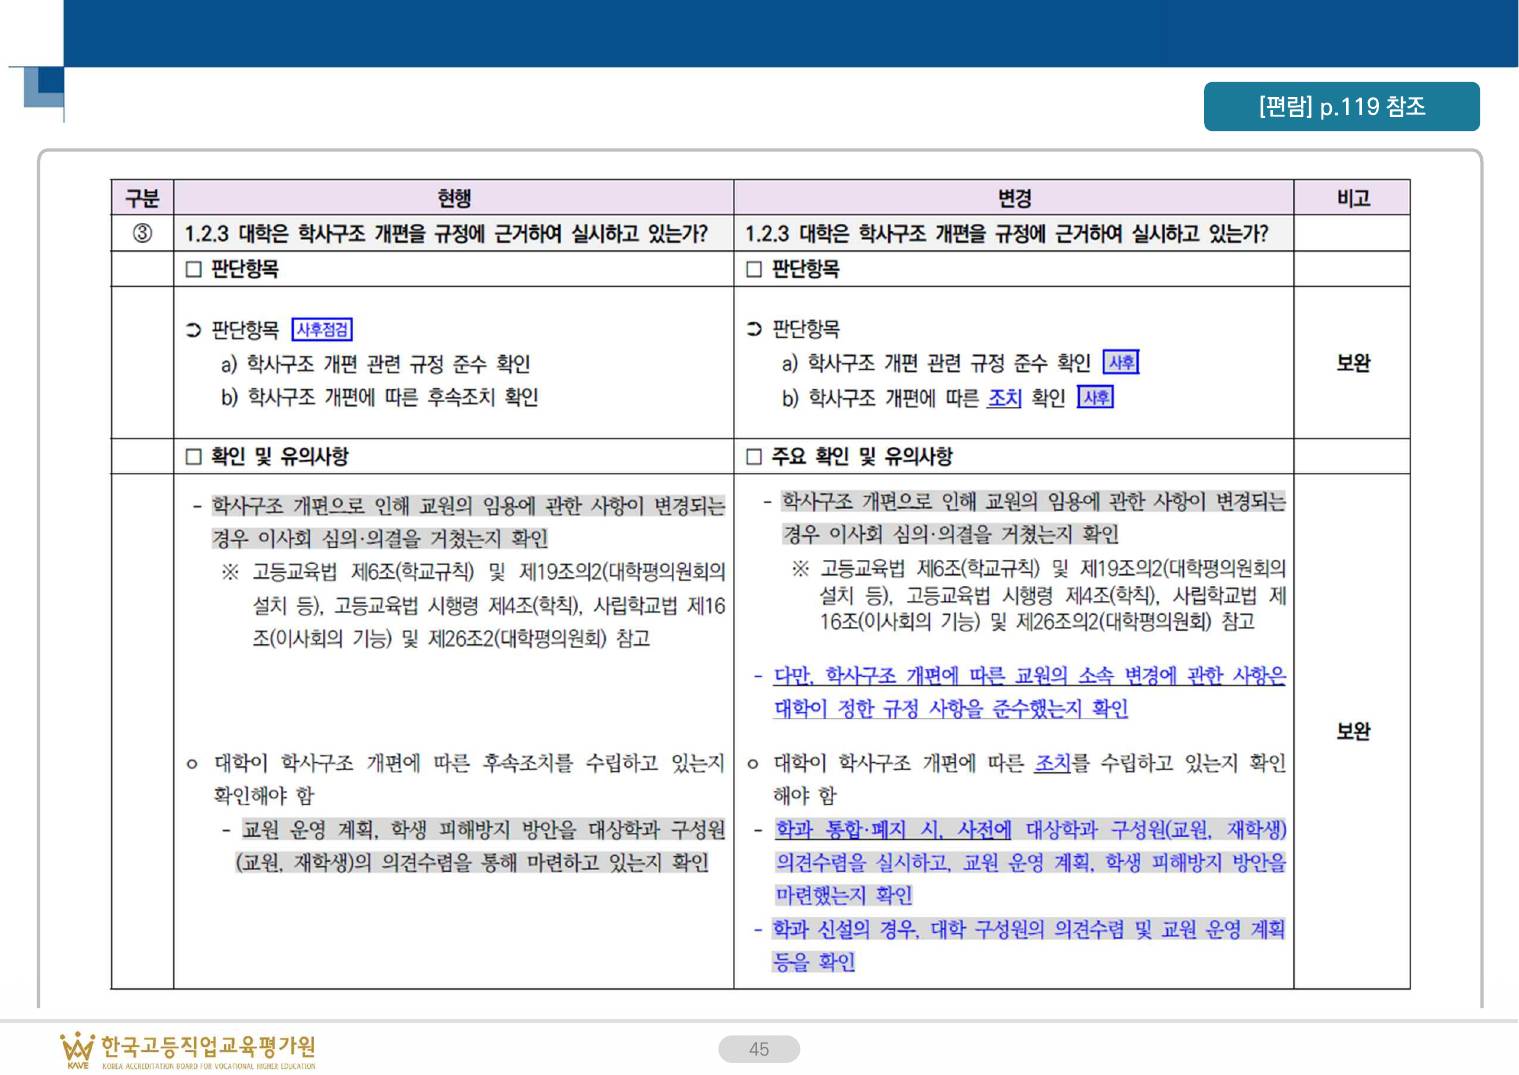 [편람] p.119 참조
구분 현행 변경 비고
③ 1.2.3 대학은 학사구조 개편을 규정에 근거하여 실시하고 있는가? 1.2.3 대학은 학사구조 개편을 규정에 근거하여 실시하고 있는가?
□ 판단항목 □ 판단항목
➲ 판단항목 사후점검
a) 학사구조 개편 관련 규정 준수 확인
b) 학사구조 개편에 따른 후속조치 확인
➲ 판단항목
a) 학사구조 개편 관련 규정 준수 확인 사후
b) 학사구조 개편에 따른 조치 확인 사후
보완
□ 확인 및 유의사항 □ 주요 확인 및 유의사항
- 학사구조 개편으로 인해 교원의 임용에 관한 사항이 변경되는
경우 이사회 심의·의결을 거쳤는지 확인
※ 고등교육법 제6조(학교규칙) 및 제19조의2(대학평의원회의
설치 등), 고등교육법 시행령 제4조(학칙), 사립학교법 제16
조(이사회의 기능) 및 제26조2(대학평의원회) 참고
ㅇ 대학이 학사구조 개편에 따른 후속조치를 수립하고 있는지
확인해야 함
- 교원 운영 계획, 학생 피해방지 방안을 대상학과 구성원
(교원, 재학생)의 의견수렴을 통해 마련하고 있는지 확인
- 학사구조 개편으로 인해 교원의 임용에 관한 사항이 변경되는
경우 이사회 심의·의결을 거쳤는지 확인
※ 고등교육법 제6조(학교규칙) 및 제19조의2(대학평의원회의
설치 등), 고등교육법 시행령 제4조(학칙), 사립학교법 제
16조(이사회의 기능) 및 제26조의2(대학평의원회) 참고
- 다만, 학사구조 개편에 따른 교원의 소속 변경에 관한 사항은
대학이 정한 규정 사항을 준수했는지 확인
ㅇ 대학이 학사구조 개편에 따른 조치를 수립하고 있는지 확인
해야 함
- 학과 통합·폐지 시, 사전에 대상학과 구성원(교원, 재학생)
의견수렴을 실시하고, 교원 운영 계획, 학생 피해방지 방안을
마련했는지 확인
- 학과 신설의 경우, 대학 구성원의 의견수렴 및 교원 운영 계획
등을 확인
보완
KAVE 한국고등직업교육평가원
KOREA ACCREDITATION BOARD FOR VOCATIONAL HIGHER EDUCATION
45